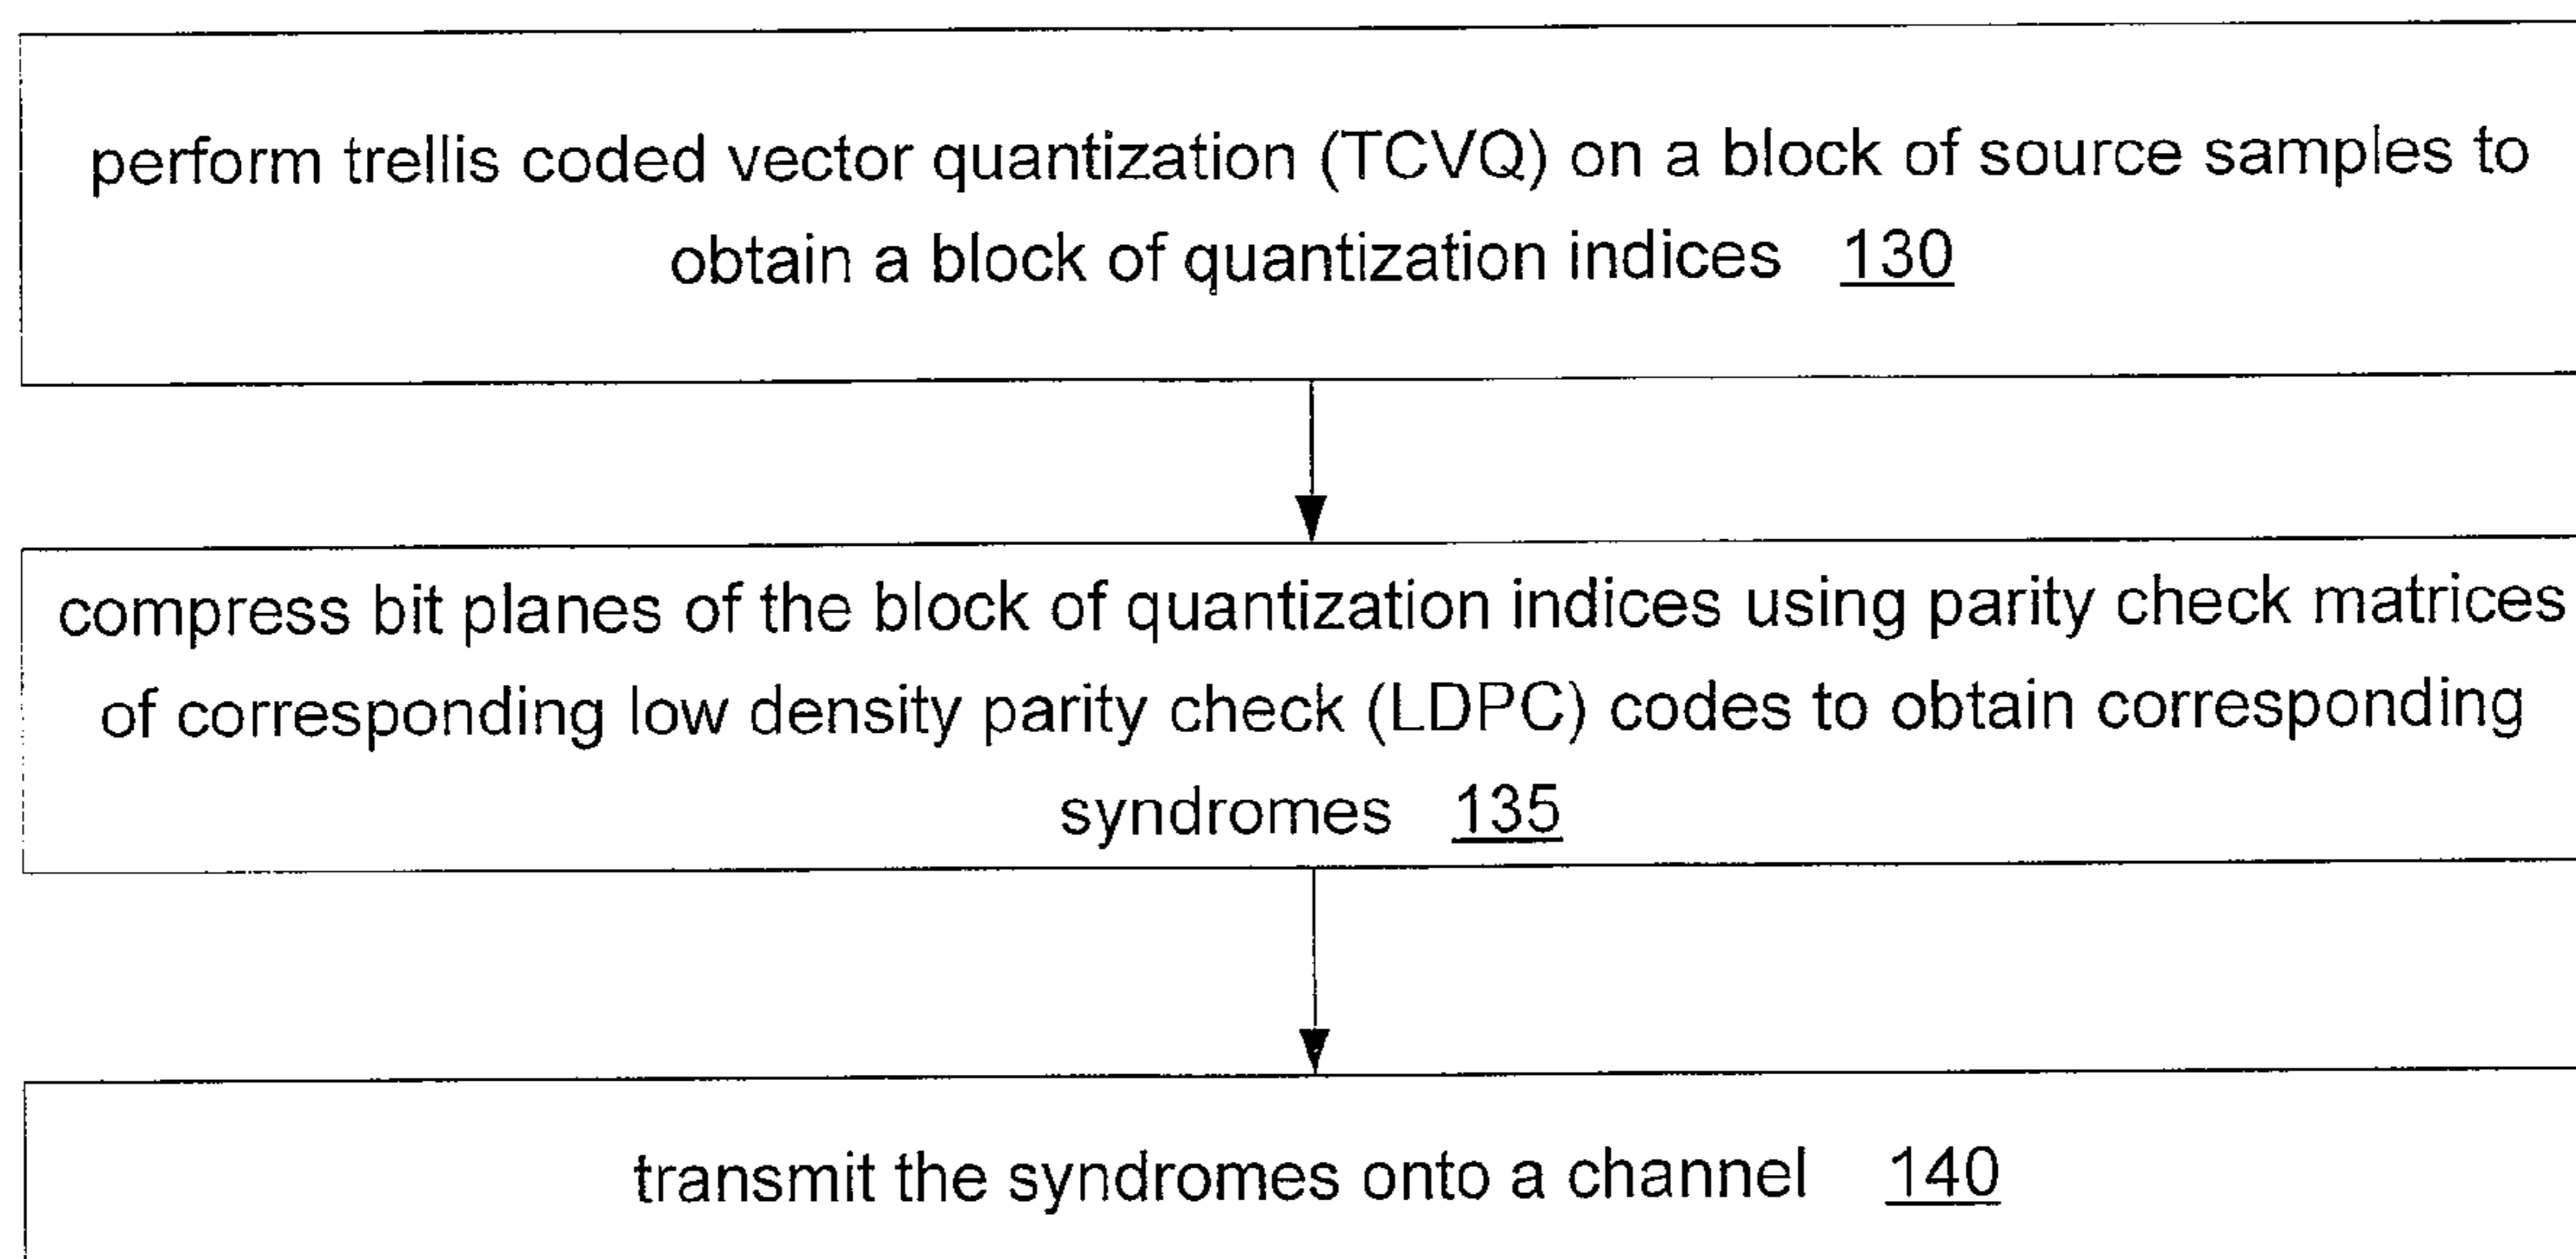 perform trellis coded vector quantization (TCVQ) on a block of source samples to
obtain a block of quantization indices 130
compress bit planes of the block of quantization indices using parity check matrices
of corresponding low density parity check (LDPC) codes to obtain corresponding
syndromes 135
transmit the syndromes onto a channel 140